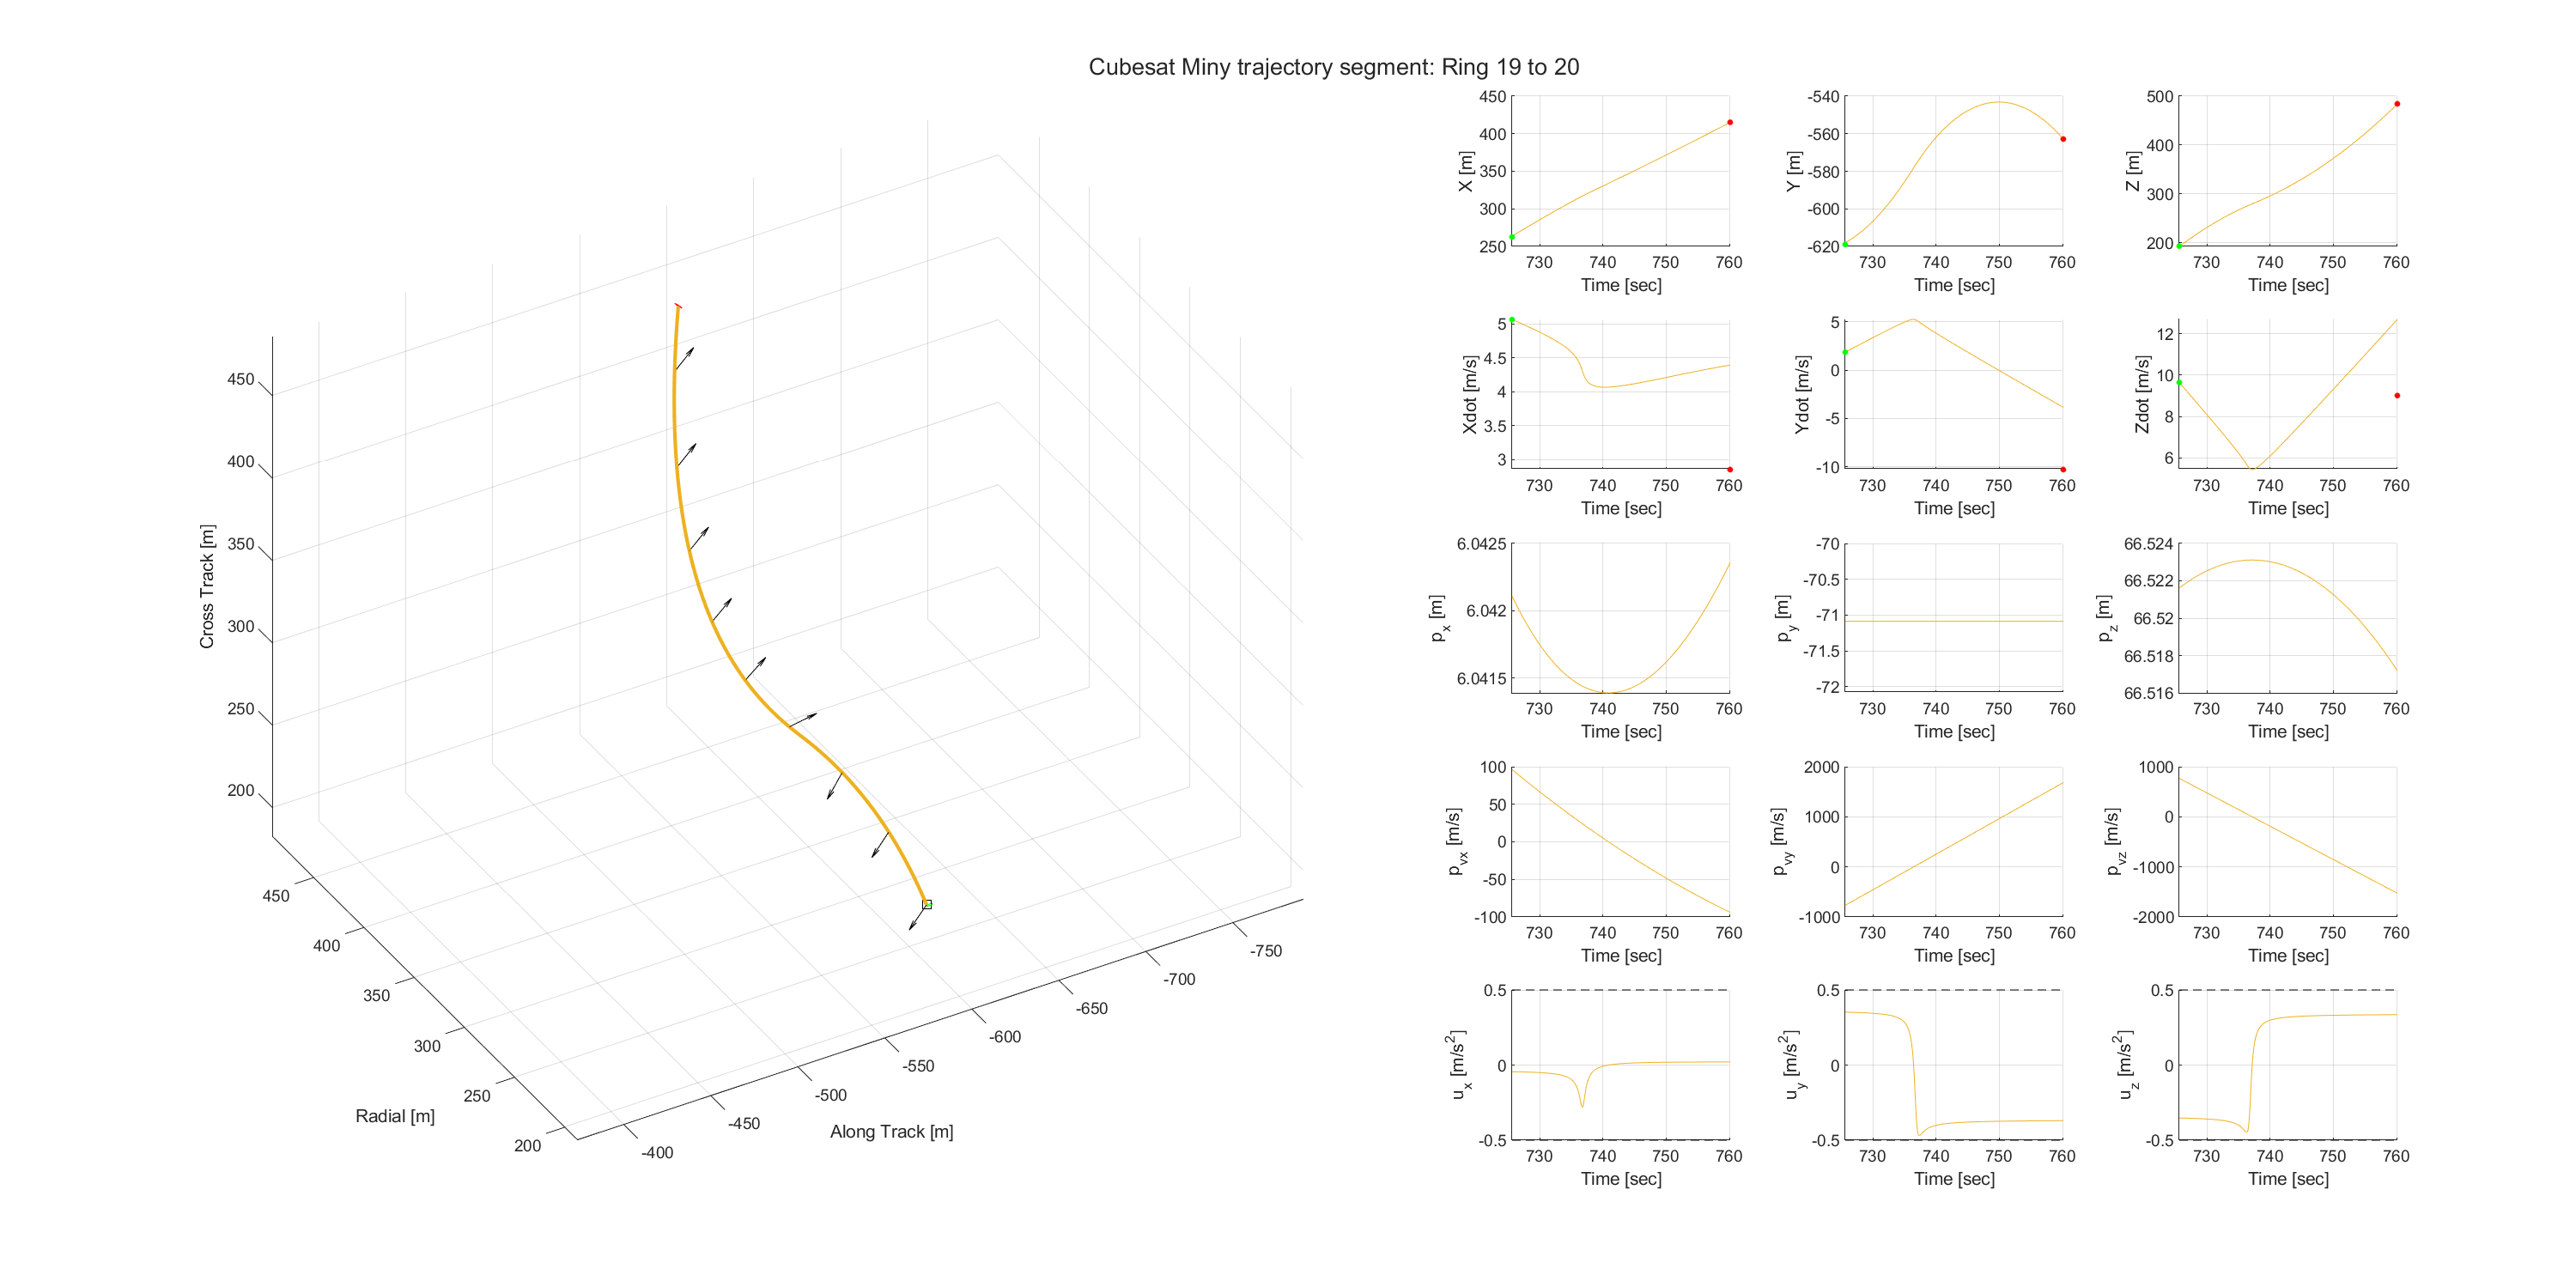 Cubesat Miny trajectory segment: Ring 19 to 20
Cross Track [m]
450
400
350
300
250
200
Radial [m]
450
400
350
300
250
200
Along Track [m]
-400
-450
-500
-550
-600
-650
-700
-750
X [m]
450
400
350
300
250
730 740 750 760
Time [sec]
Y [m]
-540
-560
-580
-600
-620
730 740 750 760
Time [sec]
Z [m]
500
400
300
200
730 740 750 760
Time [sec]
Xdot [m/s]
5
4.5
4
3.5
3
730 740 750 760
Time [sec]
Ydot [m/s]
5
0
-5
-10
730 740 750 760
Time [sec]
Zdot [m/s]
12
10
8
6
730 740 750 760
Time [sec]
p_x [m]
6.0425
6.042
6.0415
730 740 750 760
Time [sec]
p_y [m]
-70
-70.5
-71
-71.5
-72
730 740 750 760
Time [sec]
p_z [m]
66.524
66.522
66.52
66.518
66.516
730 740 750 760
Time [sec]
p_vx [m/s]
100
50
0
-50
-100
730 740 750 760
Time [sec]
p_vy [m/s]
2000
1000
0
-1000
730 740 750 760
Time [sec]
p_vz [m/s]
1000
0
-1000
-2000
730 740 750 760
Time [sec]
u_x [m/s²]
0.5
0
-0.5
730 740 750 760
Time [sec]
u_y [m/s²]
0.5
0
-0.5
730 740 750 760
Time [sec]
u_z [m/s²]
0.5
0
-0.5
730 740 750 760
Time [sec]